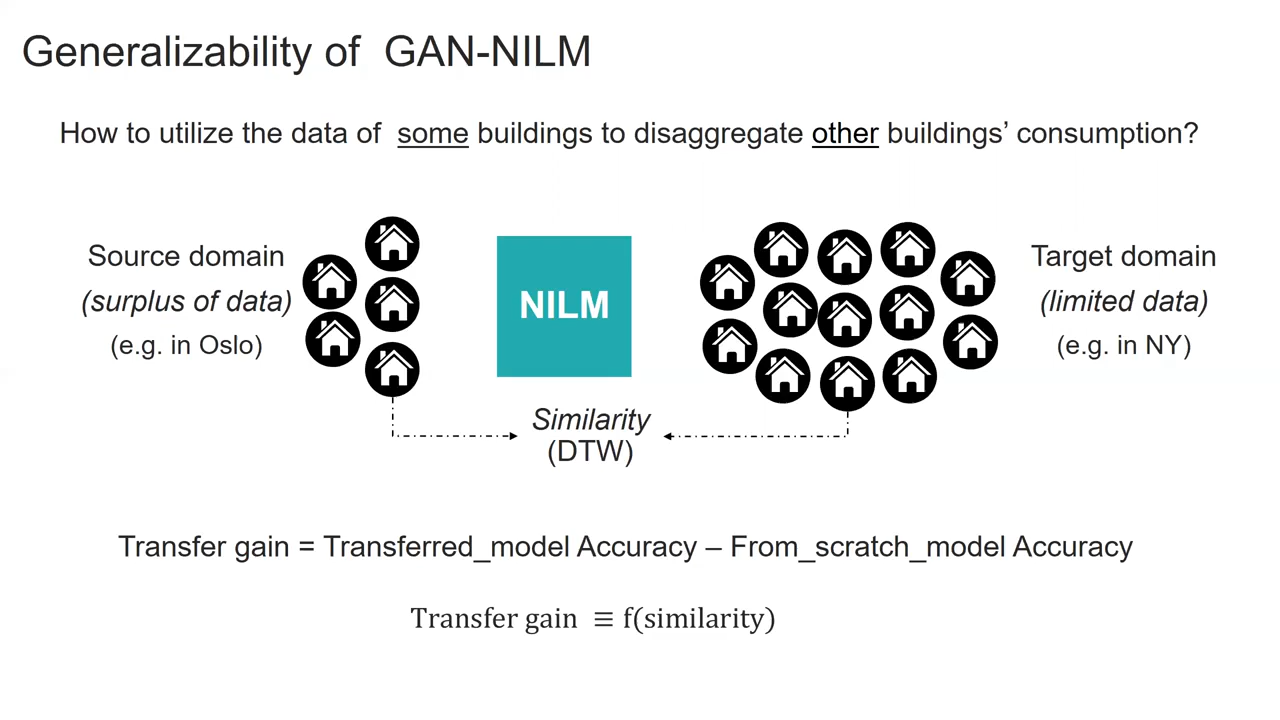 Generalizability of GAN-NILM
How to utilize the data of some buildings to disaggregate other buildings’ consumption?
Source domain
(surplus of data)
(e.g. in Oslo)
NILM
Target domain
(limited data)
(e.g. in NY)
Similarity
(DTW)
Transfer gain = Transferred_model Accuracy – From_scratch_model Accuracy
Transfer gain ≡ f(similarity)